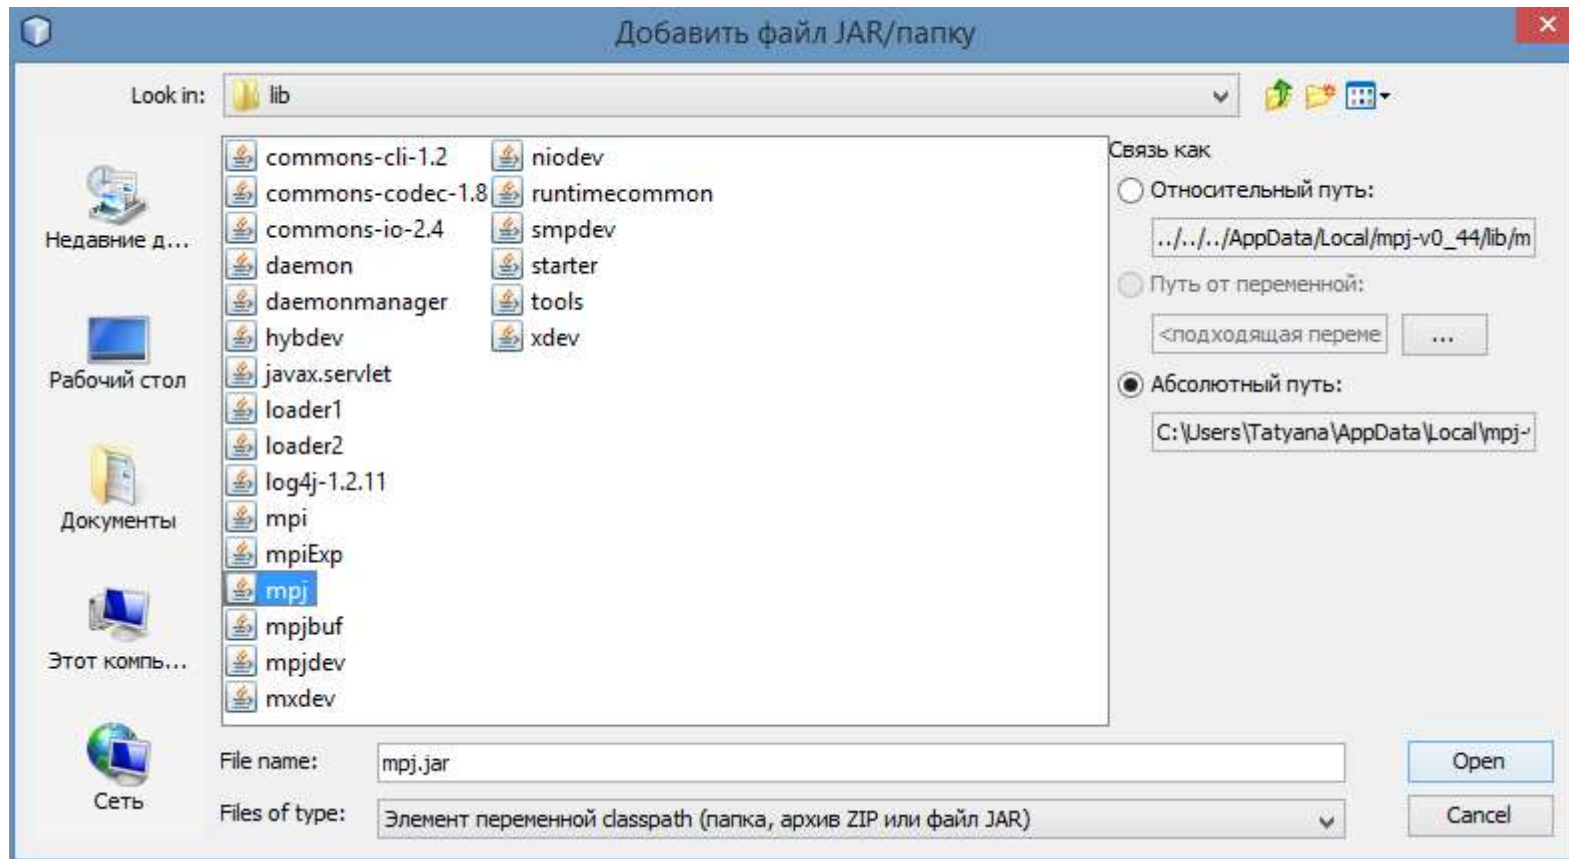 Добавить файл JAR/папку
Look in:
lib
Недавние д...
Рабочий стол
Документы
Этот компь...
Сеть
commons-cli-1.2
commons-codec-1.8
commons-io-2.4
daemon
daemonmanager
hybdev
javax.servlet
loader1
loader2
log4j-1.2.11
mpi
mpiExp
mpj
mpjbuf
mpjdev
mxdev
niodev
runtimecommon
smpdev
starter
tools
xdev
Связь как
Относительный путь:
../../../AppData/Local/mpj-v0_44/lib/m
Путь от переменной:
<подходящая переме
...
Абсолютный путь:
C:\Users\Tatyana\AppData\Local\mpj-
File name:
mpj.jar
Open
Files of type:
Элемент переменной classpath (папка, архив ZIP или файл JAR)
Cancel